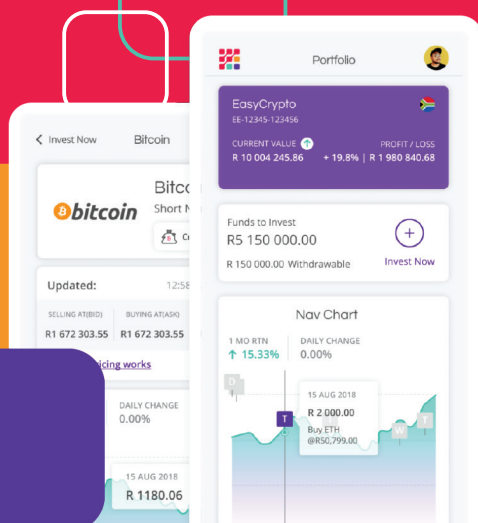 Invest Now
Bitcoin
bitcoin
Short
Updated:
12:58
SELLING AT(BID)
BUYING AT(ASK)
R1 672 303.55
R1 672 303.55
works
DAILY CHANGE
0.00%
15 AUG 2018
R 1180.06
Portfolio
EasyCrypto
EE-12345-123456
CURRENT VALUE
PROFIT / LOSS
R 10 004 245.86
+ 19.8% | R 1 980 840.68
Funds to Invest
R5 150 000.00
R 150 000.00 Withdrawable
Invest Now
Nav Chart
1 MO RTN
DAILY CHANGE
15.33%
0.00%
D
T
15 AUG 2018
R 2 000.00
Buy ETH
@R50,799.00
W
T